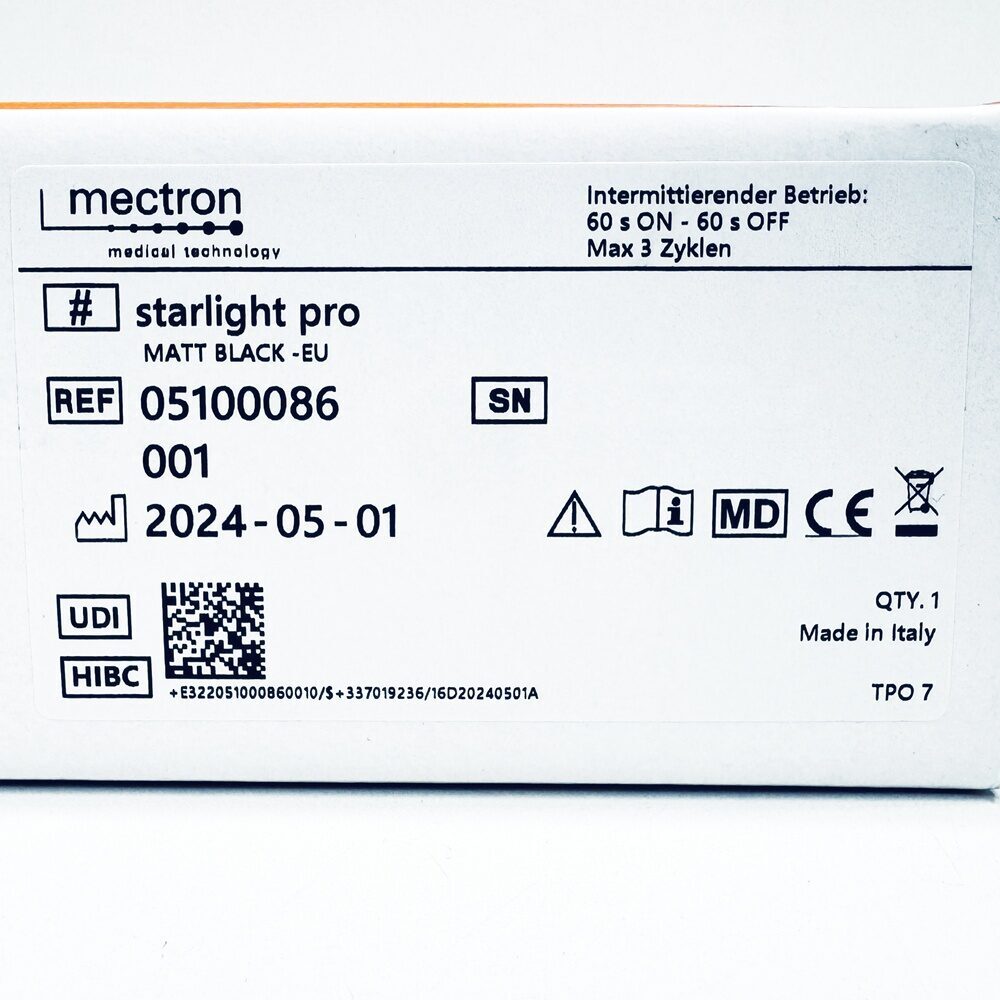 mectron
medical technology
Intermittierender Betrieb:
60 s ON - 60 s OFF
Max 3 Zyklen
# starlight pro
MATT BLACK -EU
REF 05100086
001
SN
2024-05-01
MD CE
UDI
HIBC
+E322051000860010/$+337019236/16D20240501A
QTY. 1
Made in Italy
TPO 7